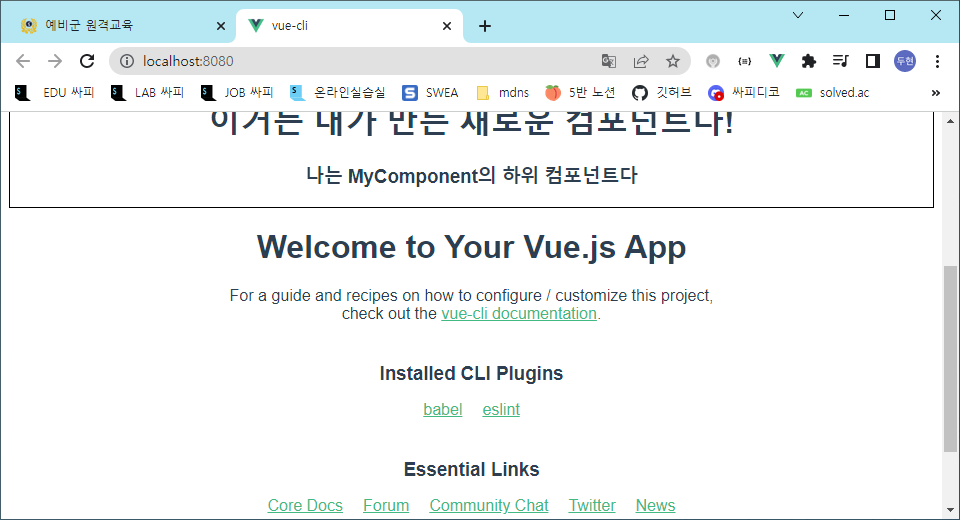 예비군 원격교육
vue-cli
localhost:8080
두현
EDU 싸피
LAB 싸피
JOB 싸피
온라인실습실
SWEA
mdns
5반 노션
깃허브
싸피디코
solved.ac
이거는 내가 만든 새로운 컴포넌트다!
나는 MyComponent의 하위 컴포넌트다
Welcome to Your Vue.js App
For a guide and recipes on how to configure / customize this project,
check out the vue-cli documentation.
Installed CLI Plugins
babel eslint
Essential Links
Core Docs Forum Community Chat Twitter News